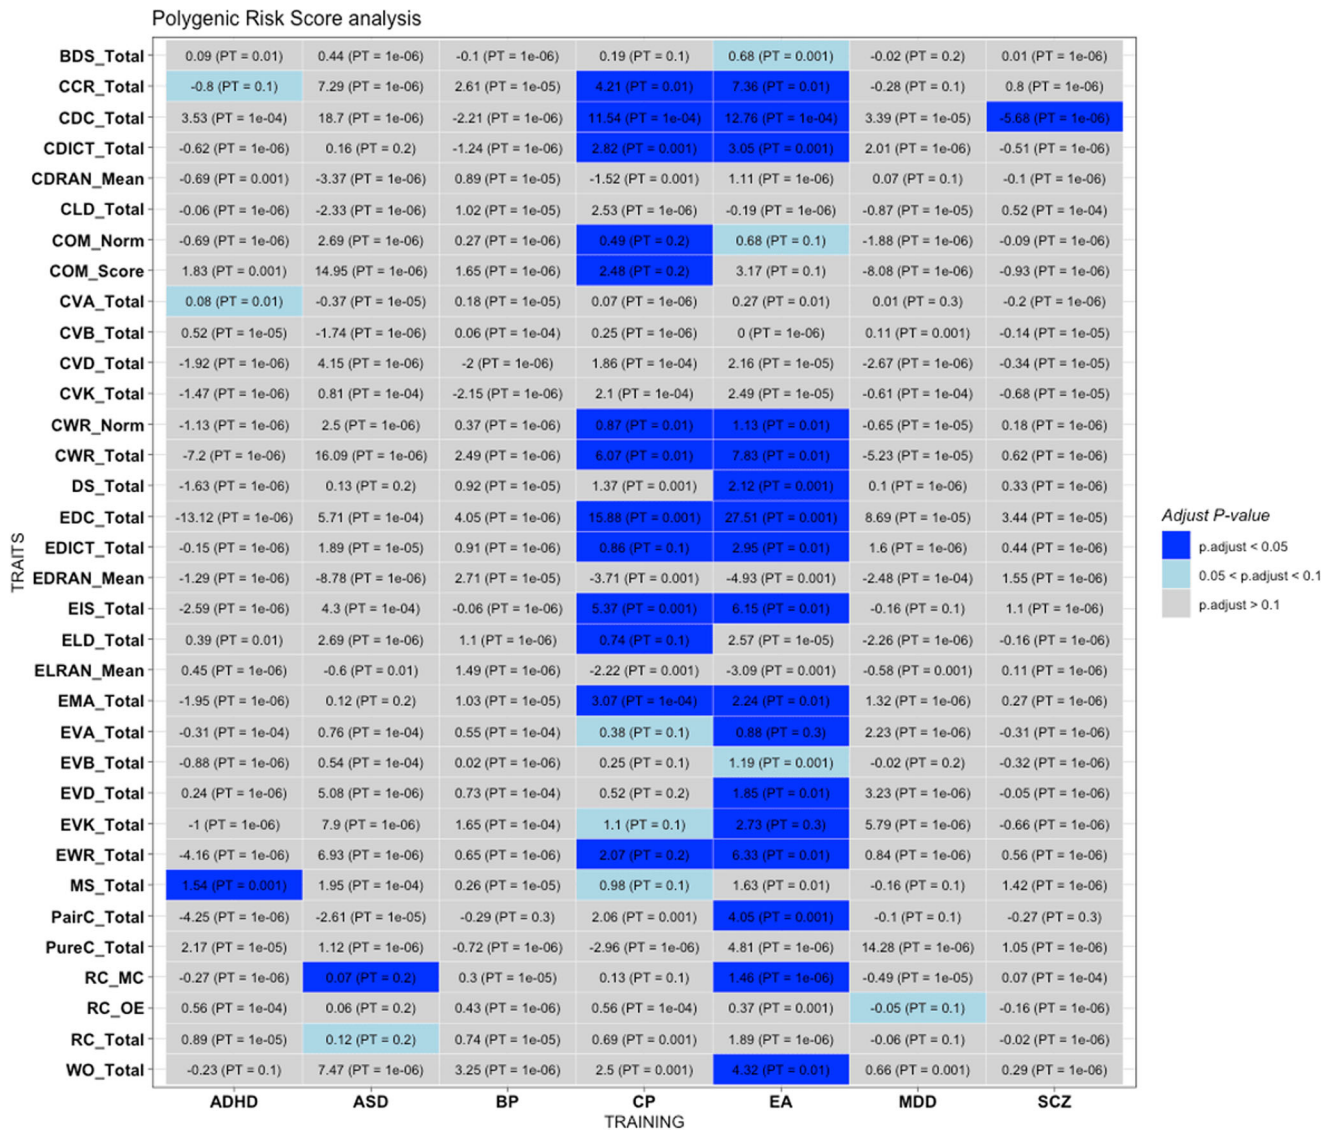 Polygenic Risk Score analysis
BDS_Total 0.09 (PT = 0.01) 0.44 (PT = 1e-06) -0.1 (PT = 1e-06) 0.19 (PT = 0.1) 0.68 (PT = 0.001) -0.02 (PT = 0.2) 0.01 (PT = 1e-06)
CCR_Total -0.8 (PT = 0.1) 7.29 (PT = 1e-06) 2.61 (PT = 1e-05) 4.21 (PT = 0.01) 7.36 (PT = 0.01) -0.28 (PT = 0.1) 0.8 (PT = 1e-06)
CDC_Total 3.53 (PT = 1e-04) 18.7 (PT = 1e-06) -2.21 (PT = 1e-06) 11.54 (PT = 1e-04) 12.76 (PT = 1e-04) 3.39 (PT = 1e-05) -5.68 (PT = 1e-06)
CDICT_Total -0.62 (PT = 1e-06) 0.16 (PT = 0.2) -1.24 (PT = 1e-06) 2.82 (PT = 0.001) 3.05 (PT = 0.001) 2.01 (PT = 1e-06) -0.51 (PT = 1e-06)
CDRAN_Mean -0.69 (PT = 0.001) -3.37 (PT = 1e-06) 0.89 (PT = 1e-05) -1.52 (PT = 0.001) 1.11 (PT = 1e-06) 0.07 (PT = 0.1) -0.1 (PT = 1e-06)
CLD_Total -0.06 (PT = 1e-06) -2.33 (PT = 1e-06) 1.02 (PT = 1e-05) 2.53 (PT = 1e-06) -0.19 (PT = 1e-06) -0.87 (PT = 1e-05) 0.52 (PT = 1e-04)
COM_Norm -0.69 (PT = 1e-06) 2.69 (PT = 1e-06) 0.27 (PT = 1e-06) 0.49 (PT = 0.2) 0.68 (PT = 0.1) -1.88 (PT = 1e-06) -0.09 (PT = 1e-06)
COM_Score 1.83 (PT = 0.001) 14.95 (PT = 1e-06) 1.65 (PT = 1e-06) 2.48 (PT = 0.2) 3.17 (PT = 0.1) -8.08 (PT = 1e-06) -0.93 (PT = 1e-06)
CVA_Total 0.08 (PT = 0.01) -0.37 (PT = 1e-05) 0.18 (PT = 1e-05) 0.07 (PT = 1e-06) 0.27 (PT = 0.01) 0.01 (PT = 0.3) -0.2 (PT = 1e-06)
CVB_Total 0.52 (PT = 1e-05) -1.74 (PT = 1e-06) 0.06 (PT = 1e-04) 0.25 (PT = 1e-06) 0 (PT = 1e-06) 0.11 (PT = 0.001) -0.14 (PT = 1e-05)
CVD_Total -1.92 (PT = 1e-06) 4.15 (PT = 1e-06) -2 (PT = 1e-06) 1.86 (PT = 1e-04) 2.16 (PT = 1e-05) -2.67 (PT = 1e-06) -0.34 (PT = 1e-05)
CVK_Total -1.47 (PT = 1e-06) 0.81 (PT = 1e-04) -2.15 (PT = 1e-06) 2.1 (PT = 1e-04) 2.49 (PT = 1e-05) -0.61 (PT = 1e-04) -0.68 (PT = 1e-05)
CWR_Norm -1.13 (PT = 1e-06) 2.5 (PT = 1e-06) 0.37 (PT = 1e-06) 0.87 (PT = 0.01) 1.13 (PT = 0.01) -0.65 (PT = 1e-05) 0.18 (PT = 1e-06)
CWR_Total -7.2 (PT = 1e-06) 16.09 (PT = 1e-06) 2.49 (PT = 1e-06) 6.07 (PT = 0.01) 7.83 (PT = 0.01) -5.23 (PT = 1e-05) 0.62 (PT = 1e-06)
DS_Total -1.63 (PT = 1e-06) 0.13 (PT = 0.2) 0.92 (PT = 1e-05) 1.37 (PT = 0.001) 2.12 (PT = 0.001) 0.1 (PT = 1e-06) 0.33 (PT = 1e-06)
EDC_Total -13.12 (PT = 1e-06) 5.71 (PT = 1e-04) 4.05 (PT = 1e-06) 15.88 (PT = 0.001) 27.51 (PT = 0.001) 8.69 (PT = 1e-05) 3.44 (PT = 1e-05)
EDICT_Total -0.15 (PT = 1e-06) 1.89 (PT = 1e-05) 0.91 (PT = 1e-06) 0.86 (PT = 0.1) 2.95 (PT = 0.01) 1.6 (PT = 1e-06) 0.44 (PT = 1e-06)
EDRAN_Mean -1.29 (PT = 1e-06) -8.78 (PT = 1e-06) 2.71 (PT = 1e-05) -3.71 (PT = 0.001) -4.93 (PT = 0.001) -2.48 (PT = 1e-04) 1.55 (PT = 1e-06)
EIS_Total -2.59 (PT = 1e-06) 4.3 (PT = 1e-04) -0.06 (PT = 1e-06) 5.37 (PT = 0.001) 6.15 (PT = 0.01) -0.16 (PT = 0.1) 1.1 (PT = 1e-06)
ELD_Total 0.39 (PT = 0.01) 2.69 (PT = 1e-06) 1.1 (PT = 1e-06) 0.74 (PT = 0.1) 2.57 (PT = 1e-05) -2.26 (PT = 1e-06) -0.16 (PT = 1e-06)
ELRAN_Mean 0.45 (PT = 1e-06) -0.6 (PT = 0.01) 1.49 (PT = 1e-06) -2.22 (PT = 0.001) -3.09 (PT = 0.001) -0.58 (PT = 0.001) 0.11 (PT = 1e-06)
EMA_Total -1.95 (PT = 1e-06) 0.12 (PT = 0.2) 1.03 (PT = 1e-05) 3.07 (PT = 1e-04) 2.24 (PT = 0.01) 1.32 (PT = 1e-06) 0.27 (PT = 1e-06)
EVA_Total -0.31 (PT = 1e-04) 0.76 (PT = 1e-04) 0.55 (PT = 1e-04) 0.38 (PT = 0.1) 0.88 (PT = 0.3) 2.23 (PT = 1e-06) -0.31 (PT = 1e-06)
EVB_Total -0.88 (PT = 1e-06) 0.54 (PT = 1e-04) 0.02 (PT = 1e-06) 0.25 (PT = 0.1) 1.19 (PT = 0.001) -0.02 (PT = 0.2) -0.32 (PT = 1e-06)
EVD_Total 0.24 (PT = 1e-06) 5.08 (PT = 1e-06) 0.73 (PT = 1e-04) 0.52 (PT = 0.2) 1.85 (PT = 0.01) 3.23 (PT = 1e-06) -0.05 (PT = 1e-06)
EVK_Total -1 (PT = 1e-06) 7.9 (PT = 1e-06) 1.65 (PT = 1e-04) 1.1 (PT = 0.1) 2.73 (PT = 0.3) 5.79 (PT = 1e-06) -0.66 (PT = 1e-06)
EWR_Total -4.16 (PT = 1e-06) 6.93 (PT = 1e-06) 0.65 (PT = 1e-06) 2.07 (PT = 0.2) 6.33 (PT = 0.01) 0.84 (PT = 1e-06) 0.56 (PT = 1e-06)
MS_Total 1.54 (PT = 0.001) 1.95 (PT = 1e-04) 0.26 (PT = 1e-05) 0.98 (PT = 0.1) 1.63 (PT = 0.01) -0.16 (PT = 0.1) 1.42 (PT = 1e-06)
PairC_Total -4.25 (PT = 1e-06) -2.61 (PT = 1e-05) -0.29 (PT = 0.3) 2.06 (PT = 0.001) 4.05 (PT = 0.001) -0.1 (PT = 0.1) -0.27 (PT = 0.3)
PureC_Total 2.17 (PT = 1e-05) 1.12 (PT = 1e-06) -0.72 (PT = 1e-06) -2.96 (PT = 1e-06) 4.81 (PT = 1e-06) 14.28 (PT = 1e-06) 1.05 (PT = 1e-06)
RC_MC -0.27 (PT = 1e-06) 0.07 (PT = 0.2) 0.3 (PT = 1e-05) 0.13 (PT = 0.1) 1.46 (PT = 1e-06) -0.49 (PT = 1e-05) 0.07 (PT = 1e-04)
RC_OE 0.56 (PT = 1e-04) 0.06 (PT = 0.2) 0.43 (PT = 1e-06) 0.56 (PT = 1e-04) 0.37 (PT = 0.001) -0.05 (PT = 0.1) -0.16 (PT = 1e-06)
RC_Total 0.89 (PT = 1e-05) 0.12 (PT = 0.2) 0.74 (PT = 1e-05) 0.69 (PT = 0.001) 1.89 (PT = 1e-06) -0.06 (PT = 0.1) -0.02 (PT = 1e-06)
WO_Total -0.23 (PT = 0.1) 7.47 (PT = 1e-06) 3.25 (PT = 1e-06) 2.5 (PT = 0.001) 4.32 (PT = 0.01) 0.66 (PT = 0.001) 0.29 (PT = 1e-06)
ADHD ASD BP CP EA MDD SCZ
TRAINING
TRAITS
Adjust P-value
p.adjust < 0.05
0.05 < p.adjust < 0.1
p.adjust > 0.1